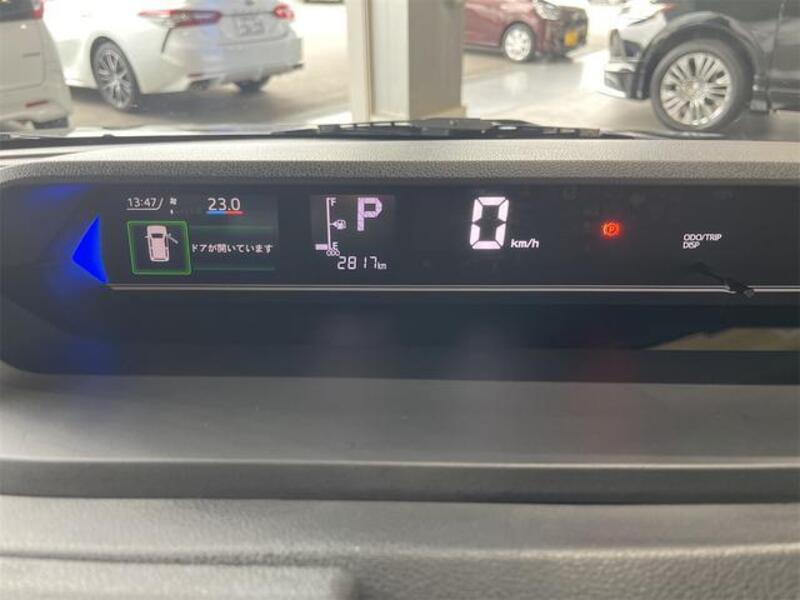 13:47
23.0
ドアが開いています
F
P
E
ODO
2817km
0 km/h
(P)
ODO/TRIP
DISP